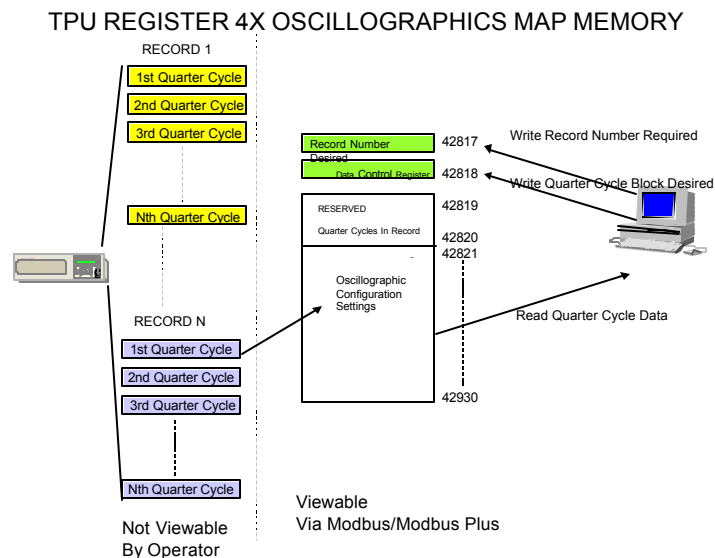 TPU REGISTER 4X OSCILLOGRAPHICS MAP MEMORY
RECORD 1
1st Quarter Cycle
2nd Quarter Cycle
3rd Quarter Cycle
Nth Quarter Cycle
RECORD N
1st Quarter Cycle
2nd Quarter Cycle
3rd Quarter Cycle
Nth Quarter Cycle
Not Viewable
By Operator
Record Number
Desired
42817
Data Control Register
42818
RESERVED
42819
Quarter Cycles In Record
42820
42821
Oscillographic
Configuration
Settings
42930
Viewable
Via Modbus/Modbus Plus
Write Record Number Required
Write Quarter Cycle Block Desired
Read Quarter Cycle Data